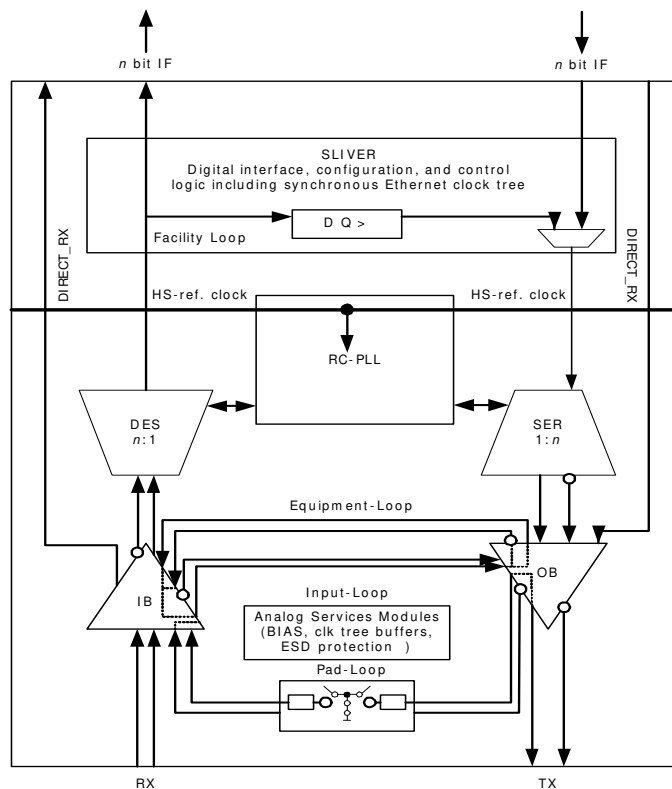 n bit IF
n bit IF
SLIVER
Digital interface, configuration, and control
logic including synchronous Ethernet clock tree
D Q >
Facility Loop
DIRECT_RX
DIRECT_RX
HS-ref. clock
HS-ref. clock
RC-PLL
DES
n:1
SER
1:n
Equipment-Loop
IB
OB
Input-Loop
Analog Services Modules
(BIAS, clk tree buffers,
ESD protection )
Pad-Loop
RX
TX